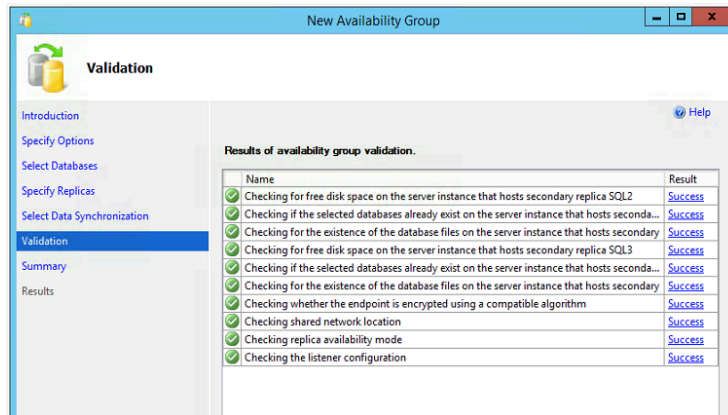 New Availability Group
Validation
Help
Introduction
Specify Options
Select Databases
Specify Replicas
Select Data Synchronization
Validation
Summary
Results
Results of availability group validation.
Name Result
Checking for free disk space on the server instance that hosts secondary replica SQL2 Success
Checking if the selected databases already exist on the server instance that hosts seconda... Success
Checking for the existence of the database files on the server instance that hosts secondary Success
Checking for free disk space on the server instance that hosts secondary replica SQL3 Success
Checking if the selected databases already exist on the server instance that hosts seconda... Success
Checking for the existence of the database files on the server instance that hosts secondary Success
Checking whether the endpoint is encrypted using a compatible algorithm Success
Checking shared network location Success
Checking replica availability mode Success
Checking the listener configuration Success